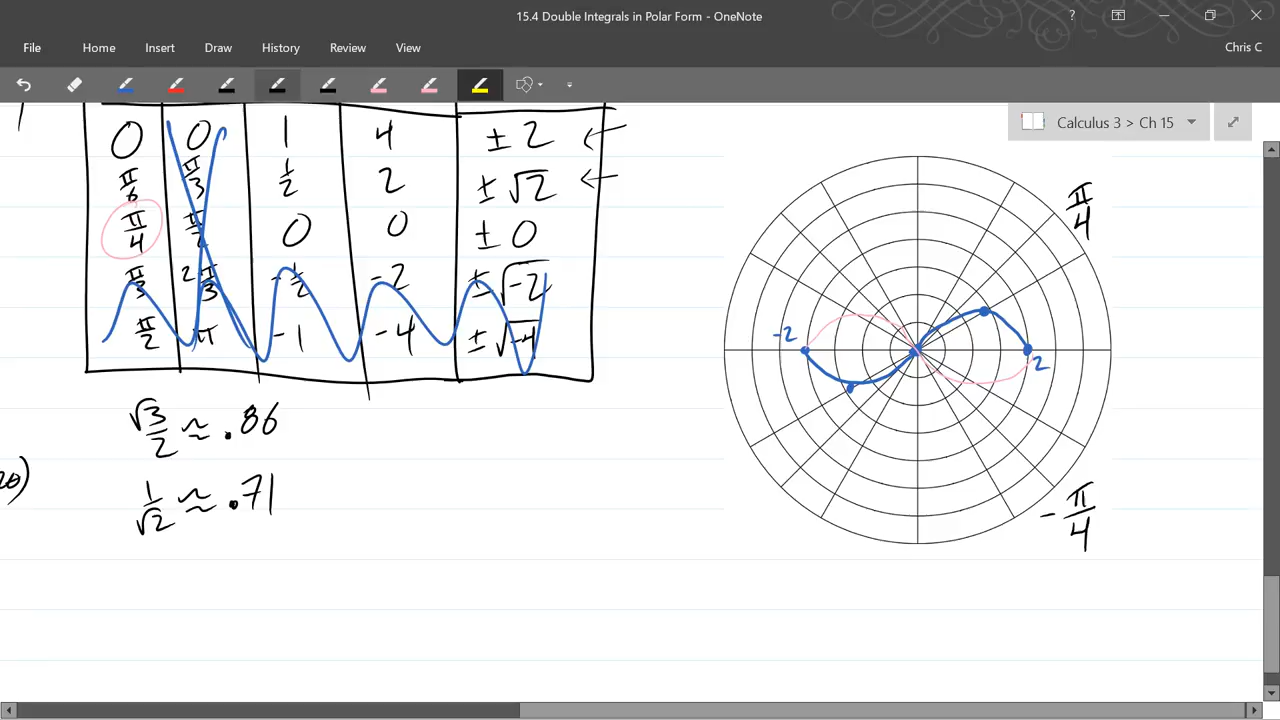 15.4 Double Integrals in Polar Form - OneNote
?
File Home Insert Draw History Review View
Chris C
Calculus 3 > Ch 15
0 0 1 4 ± 2 ←
π/6 π/3 1/2 2 ± √2 ←
π/4 π/2 0 0 ± 0
π/3 2π/3 -1/2 -2 ± √-2
π/2 π -1 -4 ± √-4
√3/2 ≈ .86
1/√2 ≈ .71
π/4
-2
2
-π/4